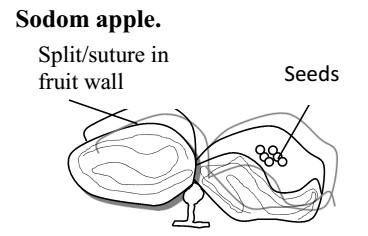 Sodom apple.
Split/suture in
fruit wall
Seeds